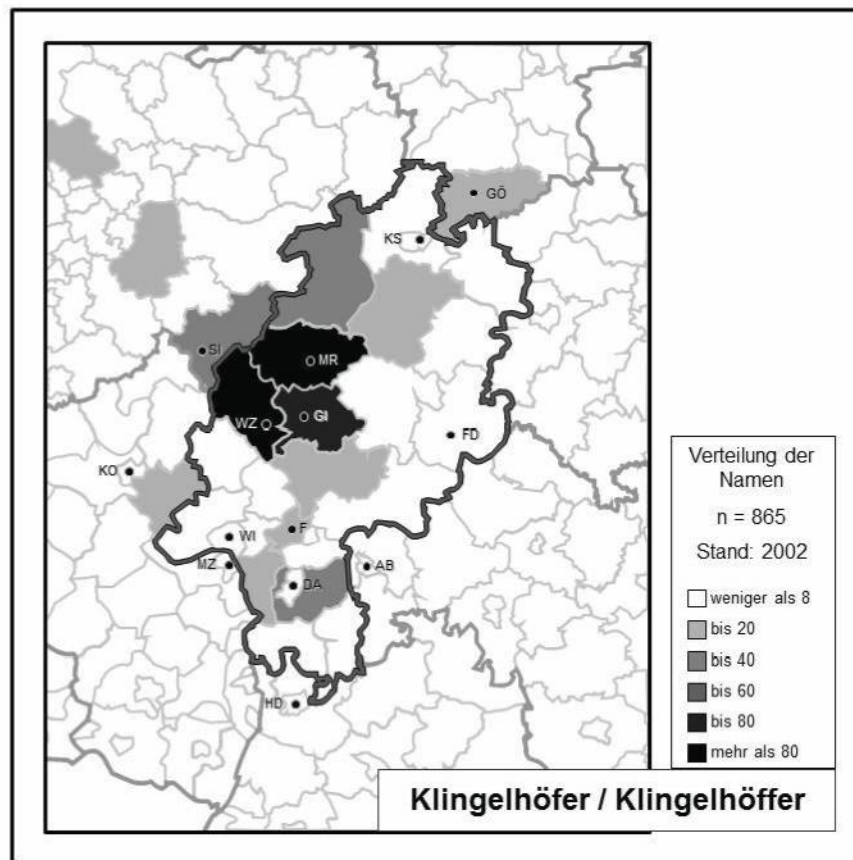 GÖ
KS
SI
MR
WZ
GI
FD
KO
F
WI
MZ
AB
DA
HD
Verteilung der
Namen
n = 865
Stand: 2002
weniger als 8
bis 20
bis 40
bis 60
bis 80
mehr als 80
Klingelhöfer / Klingelhöffer